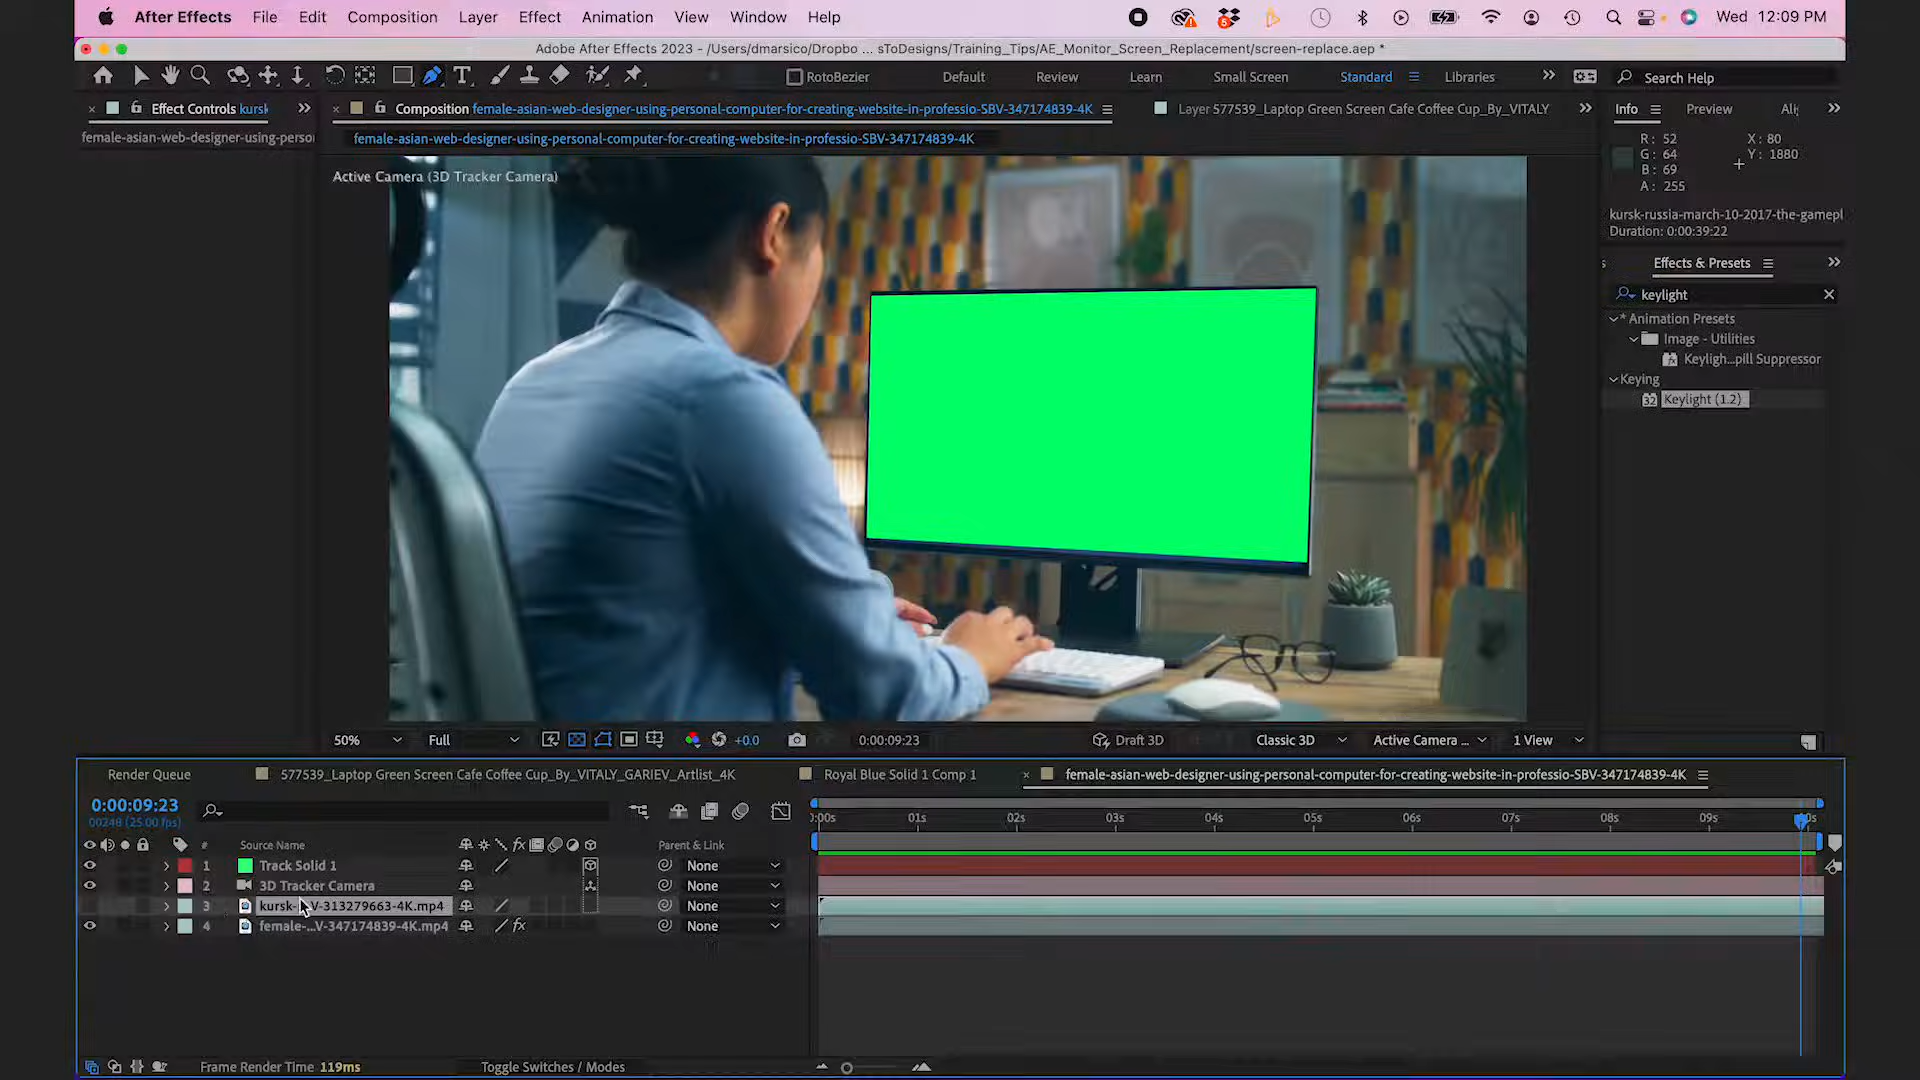 After Effects File Edit Composition Layer Effect Animation View Window Help Wed 12:09 PM
Adobe After Effects 2023 - /Users/dmarsico/Dropbo ... sToDesigns/Training_Tips/AE_Monitor_Screen_Replacement/screen-replace.aep *
RotoBezier Default Review Learn Small Screen Standard Libraries Search Help
Effect Controls kursk
Composition female-asian-web-designer-using-personal-computer-for-creating-website-in-professio-SBV-347174839-4K
Layer 577539_Laptop Green Screen Cafe Coffee Cup_By_VITALY
Info Preview Ali
female-asian-web-designer-using-perso
female-asian-web-designer-using-personal-computer-for-creating-website-in-professio-SBV-347174839-4K
R: 52 X: 80
G: 64 Y: 1880
B: 69
A: 255
Active Camera (3D Tracker Camera)
kursk-russia-march-10-2017-the-gamepl
Duration: 0:00:39:22
s Effects & Presets
keylight
* Animation Presets
Image - Utilities
Keyligh...pill Suppressor
Keying
32 Keylight (1.2)
50% Full +0.0 0:00:09:23 Draft 3D Classic 3D Active Camera ... 1 View
Render Queue 577539_Laptop Green Screen Cafe Coffee Cup_By_VITALY_GARIEV_Artlist_4K Royal Blue Solid 1 Comp 1 female-asian-web-designer-using-personal-computer-for-creating-website-in-professio-SBV-347174839-4K
0:00:09:23
00248 (25.00 fps)
0:00s 01s 02s 03s 04s 05s 06s 07s 08s 09s 0s
# Source Name fx Parent & Link
1 Track Solid 1 None
2 3D Tracker Camera None
3 kursk-...V-313279663-4K.mp4 None
4 female-...V-347174839-4K.mp4 fx None
Frame Render Time 119ms Toggle Switches / Modes